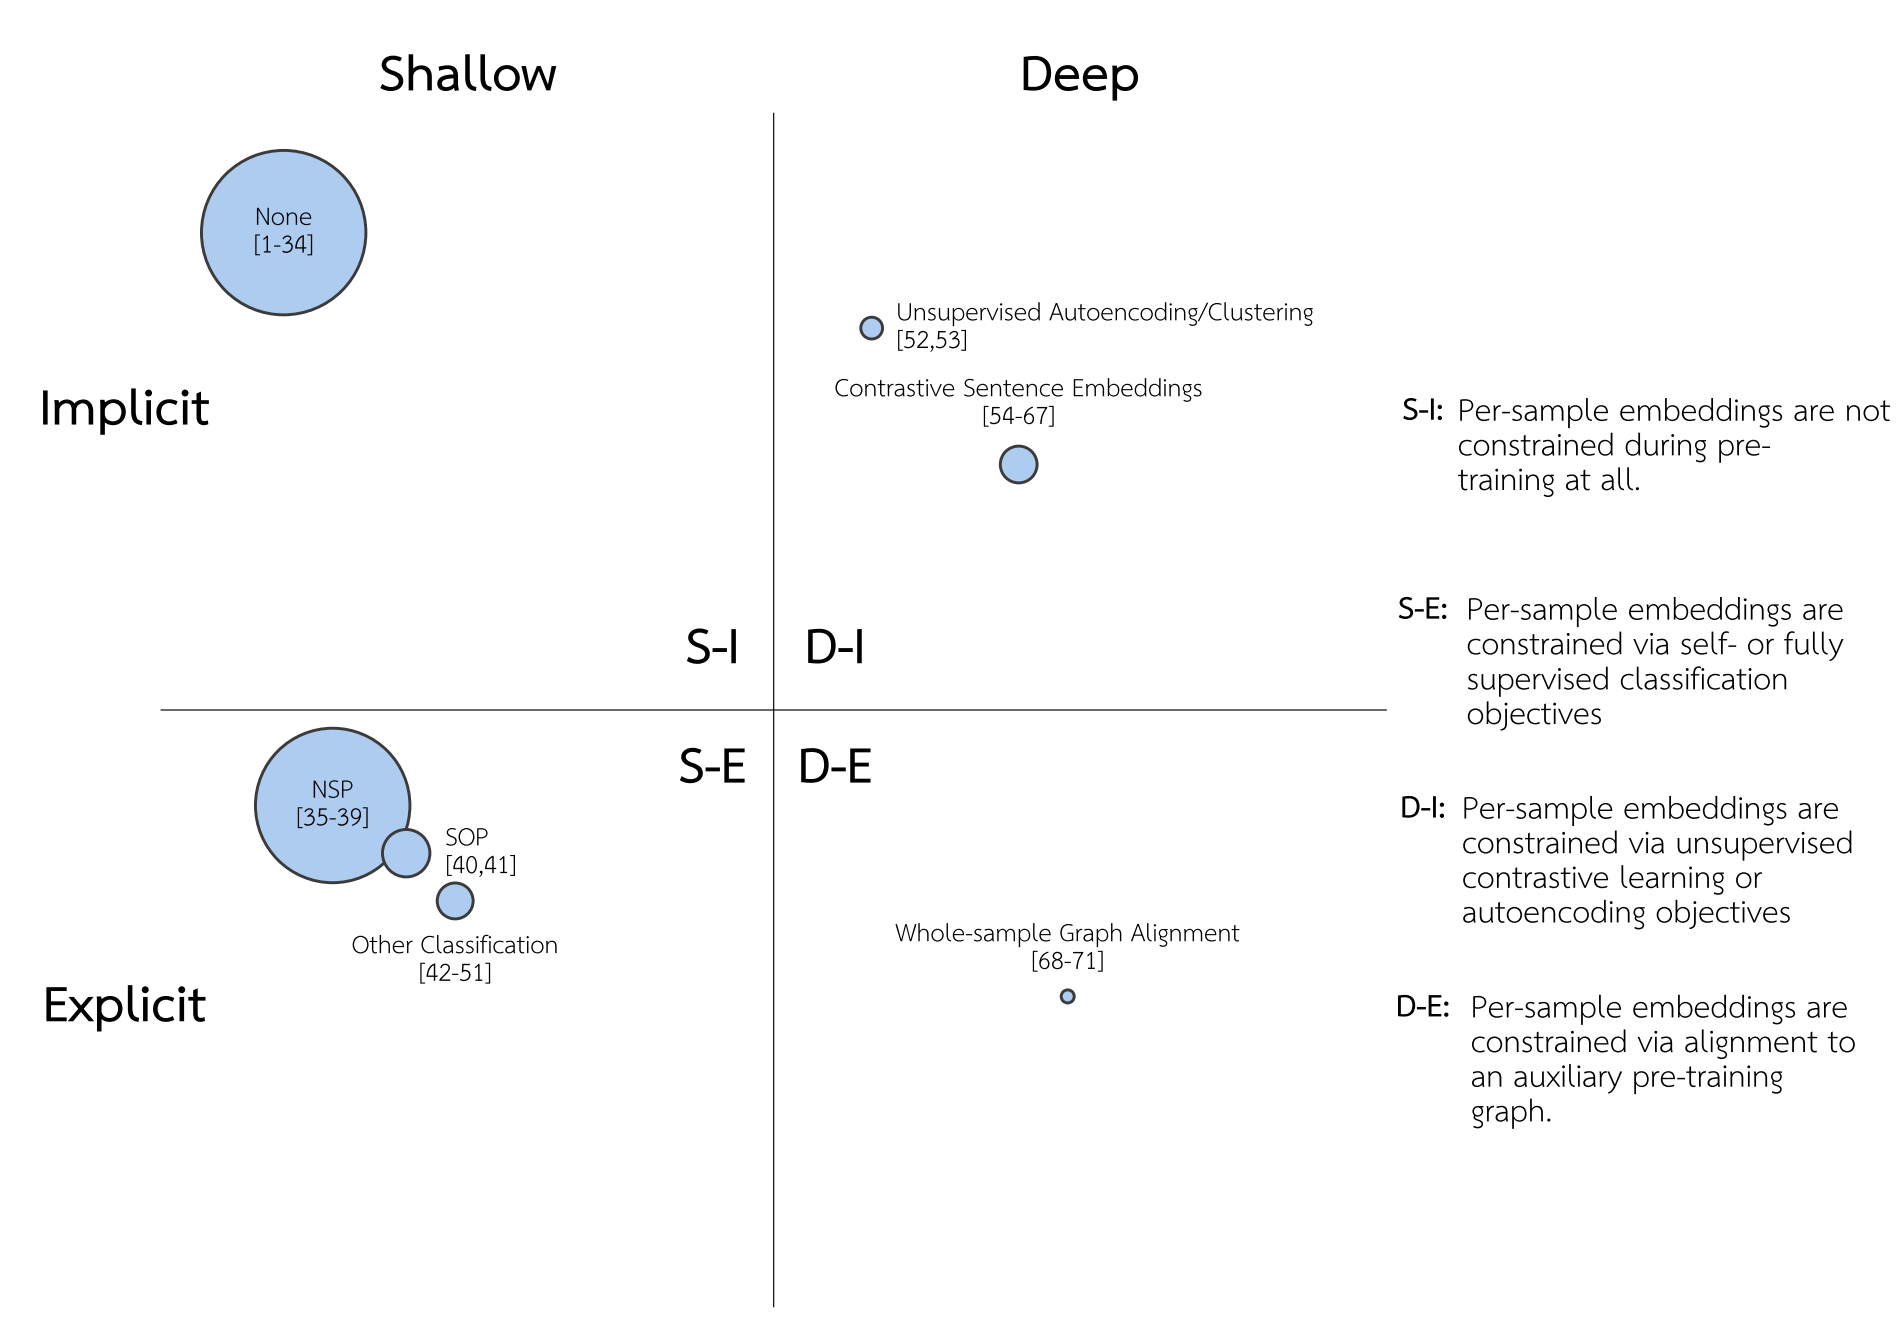 Shallow
Deep
None
[1-34]
Unsupervised Autoencoding/Clustering
[52,53]
Contrastive Sentence Embeddings
[54-67]
Implicit
S-I: Per-sample embeddings are not
constrained during pre-
training at all.
S-I
D-I
S-E: Per-sample embeddings are
constrained via self- or fully
supervised classification
objectives
S-E
D-E
NSP
[35-39]
SOP
[40,41]
Other Classification
[42-51]
D-I: Per-sample embeddings are
constrained via unsupervised
contrastive learning or
autoencoding objectives
Whole-sample Graph Alignment
[68-71]
Explicit
D-E: Per-sample embeddings are
constrained via alignment to
an auxiliary pre-training
graph.